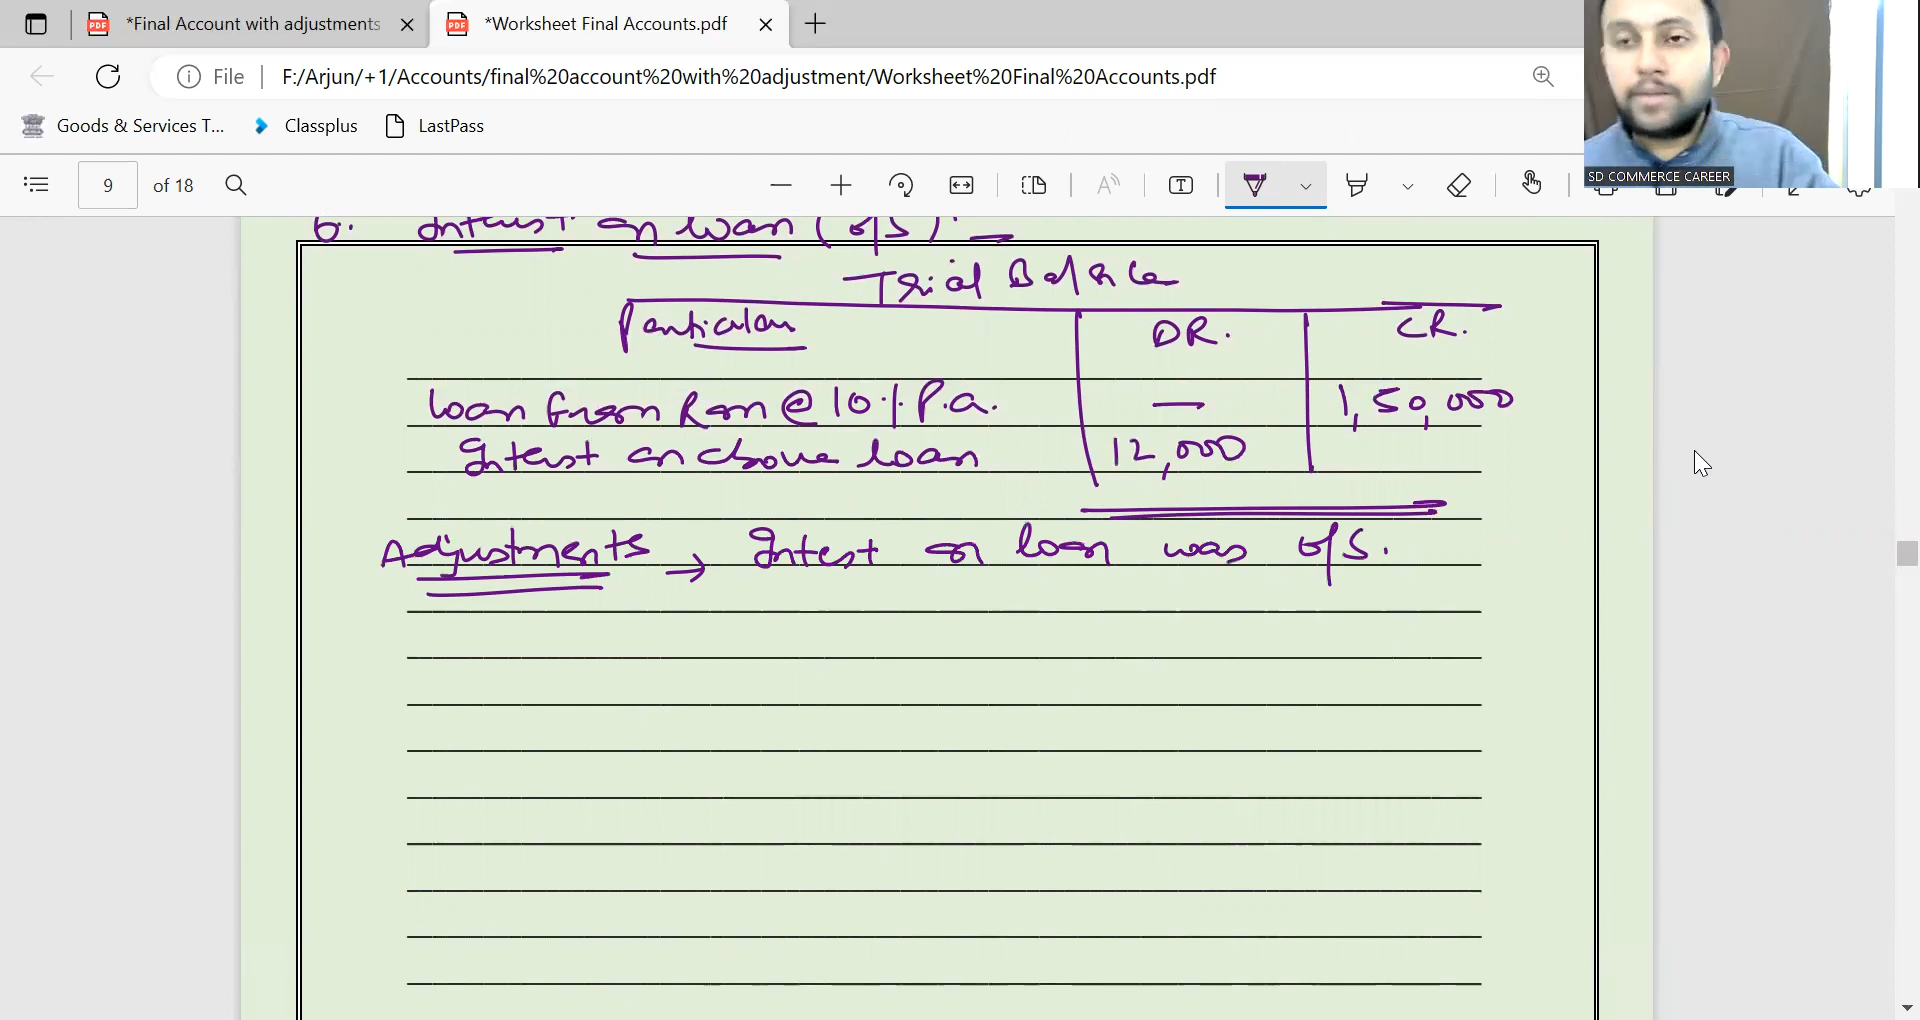 *Final Account with adjustments
*Worksheet Final Accounts.pdf
File F:/Arjun/+1/Accounts/final%20account%20with%20adjustment/Worksheet%20Final%20Accounts.pdf
Goods & Services T... Classplus LastPass
SD COMMERCE CAREER
9 of 18
6. Interest on loan (o/s) :-
Trial Balance
Particulars DR. CR.
Loan from Ram @ 10% P.a. — 1,50,000
Interest on above loan 12,000
Adjustments → Interest on loan was o/s.